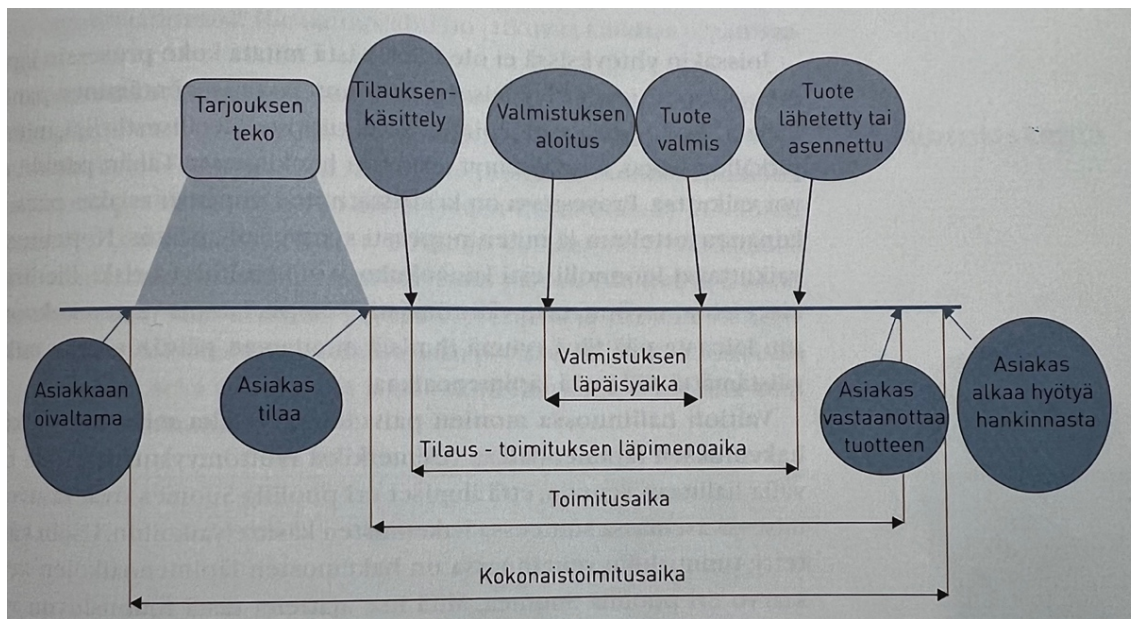 Tarjouksen
teko
Tilauksen-
käsittely
Valmistuksen
aloitus
Tuote
valmis
Tuote
lähetetty tai
asennettu
Asiakkaan
oivaltama
Asiakas
tilaa
Valmistuksen
läpäisyaika
Asiakas
vastaanottaa
tuotteen
Asiakas
alkaa hyötyä
hankinnasta
Tilaus - toimituksen läpimenoaika
Toimitusaika
Kokonaistoimitusaika